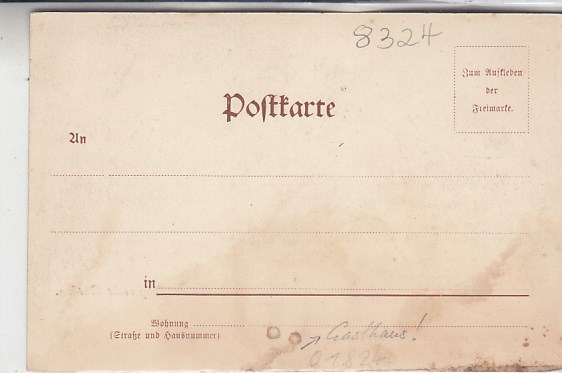 8324
Zum Aufkleben
der
Freimarke.
Postkarte
An
in
Wohnung
(Straße und Hausnummer)
Gasthaus!
01824